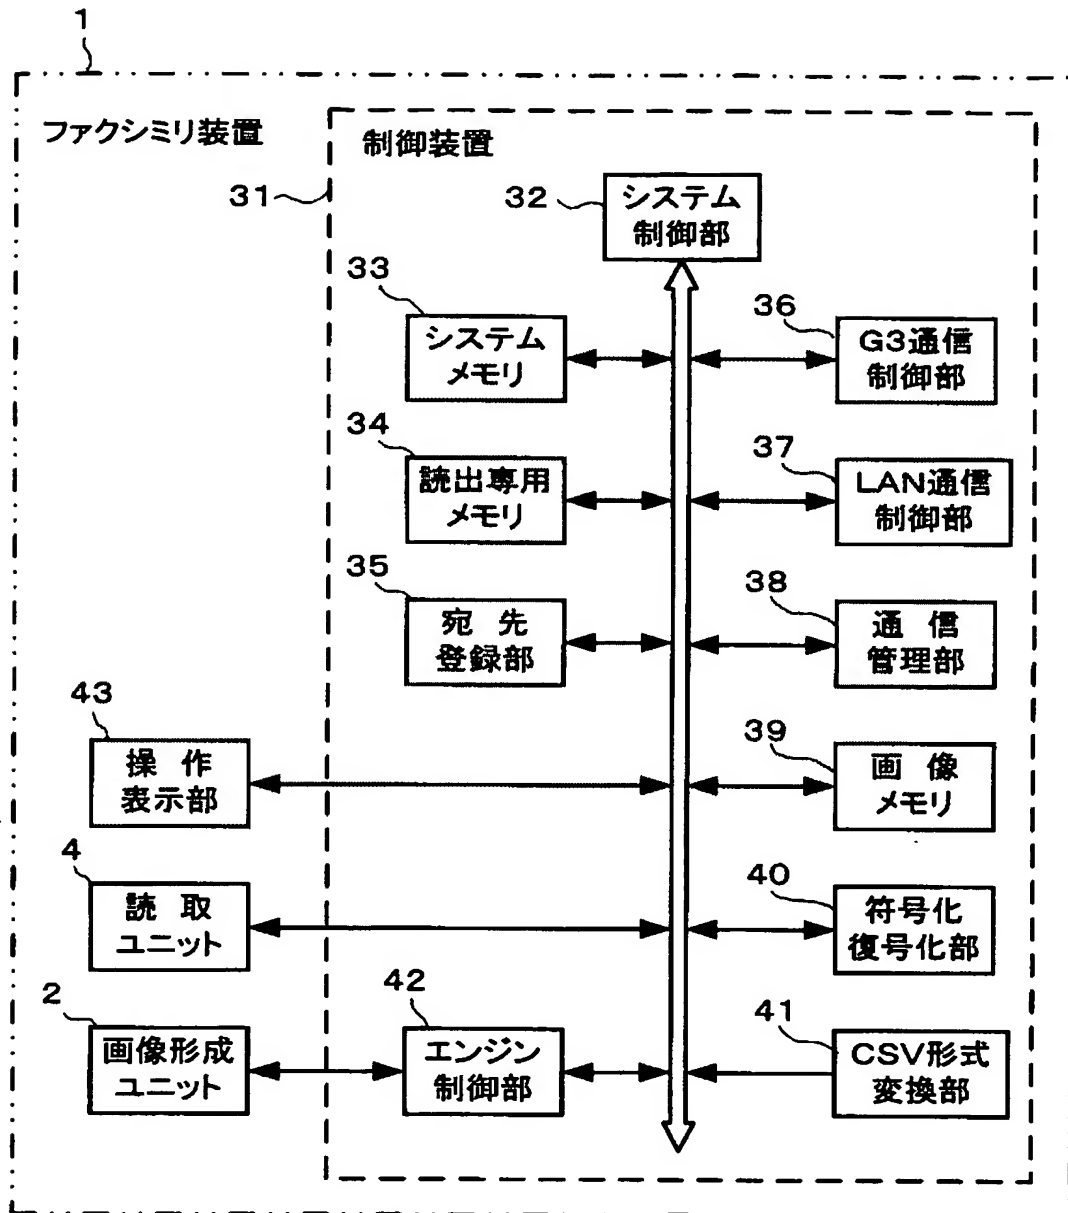 1
ファクシミリ装置
制御装置
31
32
システム
制御部
33
システム
メモリ
36
G3通信
制御部
34
読出専用
メモリ
37
LAN通信
制御部
35
宛先
登録部
38
通信
管理部
43
操作
表示部
39
画像
メモリ
4
読取
ユニット
40
符号化
復号化部
2
画像形成
ユニット
42
エンジン
制御部
41
CSV形式
変換部